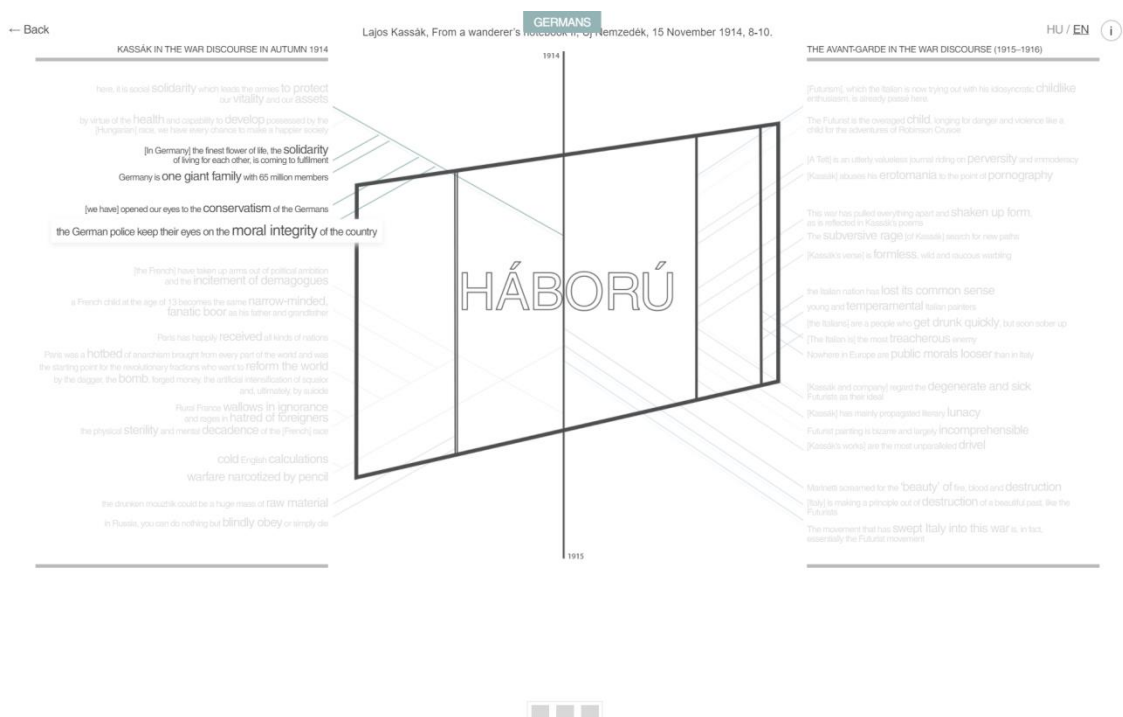 ← Back
GERMANS
Lajos Kassák, From a wanderer's notebook II, Új Nemzedék, 15 November 1914, 8-10.
HU / EN
i
KASSÁK IN THE WAR DISCOURSE IN AUTUMN 1914
here, it is social solidarity which leads the armies to protect
our vitality and our assets
by virtue of the health and capability to develop possessed by the
[Hungarian] race, we have every chance to make a happier society
[In Germany] the finest flower of life, the solidarity
of living for each other, is coming to fulfilment
Germany is one giant family with 65 million members
[we have] opened our eyes to the conservatism of the Germans
the German police keep their eyes on the moral integrity of the country
[the French] have taken up arms out of political ambition
and the incitement of demagogues
a French child at the age of 13 becomes the same narrow-minded,
fanatic boor as his father and grandfather
Paris has happily received all kinds of nations
Paris was a hotbed of anarchism brought from every part of the world and was
the starting point for the revolutionary fractions who want to reform the world
by the dagger, the bomb, forged money, the artificial intensification of squalor
and, ultimately, by suicide
Rural France wallows in ignorance
and rages in hatred of foreigners
the physical sterility and mental decadence of the [French] race
cold English calculations
warfare narcotized by pencil
the drunken mouzhik could be a huge mass of raw material
in Russia, you can do nothing but blindly obey or simply die
1914
HÁBORÚ
1915
THE AVANT-GARDE IN THE WAR DISCOURSE (1915–1916)
[Futurism], which the Italian is now trying out with his idiosyncratic childlike
enthusiasm, is already passé here
The Futurist is the overaged child, longing for danger and violence like a
child for the adventures of Robinson Crusoe
[A Tett] is an utterly valueless journal riding on perversity and immodesty
[Kassák] abuses his erotomania to the point of pornography
This war has pulled everything apart and shaken up form,
as is reflected in Kassák's poems
The subversive rage [of Kassák] search for new paths
[Kassák's verse] is formless, wild and raucous warbling
the Italian nation has lost its common sense
young and temperamental Italian painters
[the Italians] are a people who get drunk quickly, but soon sober up
[The Italian is] the most treacherous enemy
Nowhere in Europe are public morals looser than in Italy
[Kassák and company] regard the degenerate and sick
Futurists as their ideal
[Kassák] has mainly propagated literary lunacy
Futurist painting is bizarre and largely incomprehensible
[Kassák's works] are the most unparalleled drivel
Marinetti screamed for the 'beauty' of fire, blood and destruction
[Italy] is making a principle out of destruction of a beautiful past, like the
Futurists
The movement that has swept Italy into this war is, in fact,
essentially the Futurist movement